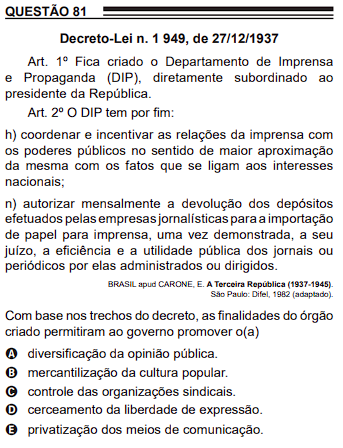 QUESTÃO 81
Decreto-Lei n. 1 949, de 27/12/1937
Art. 1º Fica criado o Departamento de Imprensa
e Propaganda (DIP), diretamente subordinado ao
presidente da República.
Art. 2º O DIP tem por fim:
h) coordenar e incentivar as relações da imprensa com
os poderes públicos no sentido de maior aproximação
da mesma com os fatos que se ligam aos interesses
nacionais;
n) autorizar mensalmente a devolução dos depósitos
efetuados pelas empresas jornalísticas para a importação
de papel para imprensa, uma vez demonstrada, a seu
juízo, a eficiência e a utilidade pública dos jornais ou
periódicos por elas administrados ou dirigidos.
BRASIL apud CARONE, E. A Terceira República (1937-1945).
São Paulo: Difel, 1982 (adaptado).
Com base nos trechos do decreto, as finalidades do órgão
criado permitiram ao governo promover o(a)
A diversificação da opinião pública.
B mercantilização da cultura popular.
C controle das organizações sindicais.
D cerceamento da liberdade de expressão.
E privatização dos meios de comunicação.